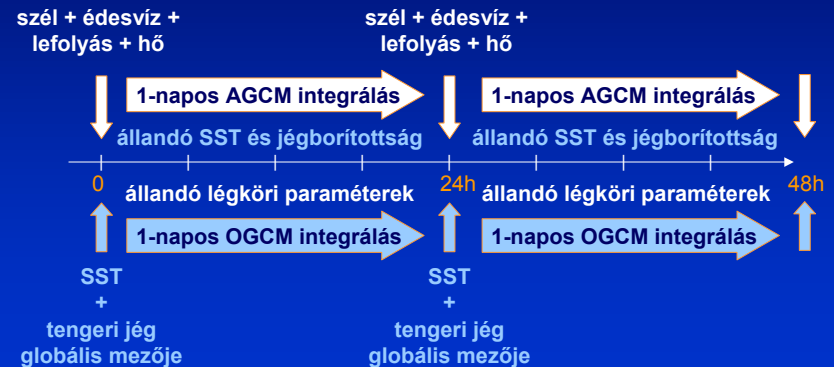 szél + édesvíz +
lefolyás + hő
szél + édesvíz +
lefolyás + hő
1-napos AGCM integrálás
1-napos AGCM integrálás
állandó SST és jégborítottság
állandó SST és jégborítottság
0
24h
48h
állandó légköri paraméterek
állandó légköri paraméterek
1-napos OGCM integrálás
1-napos OGCM integrálás
SST
+
tengeri jég
globális mezője
SST
+
tengeri jég
globális mezője